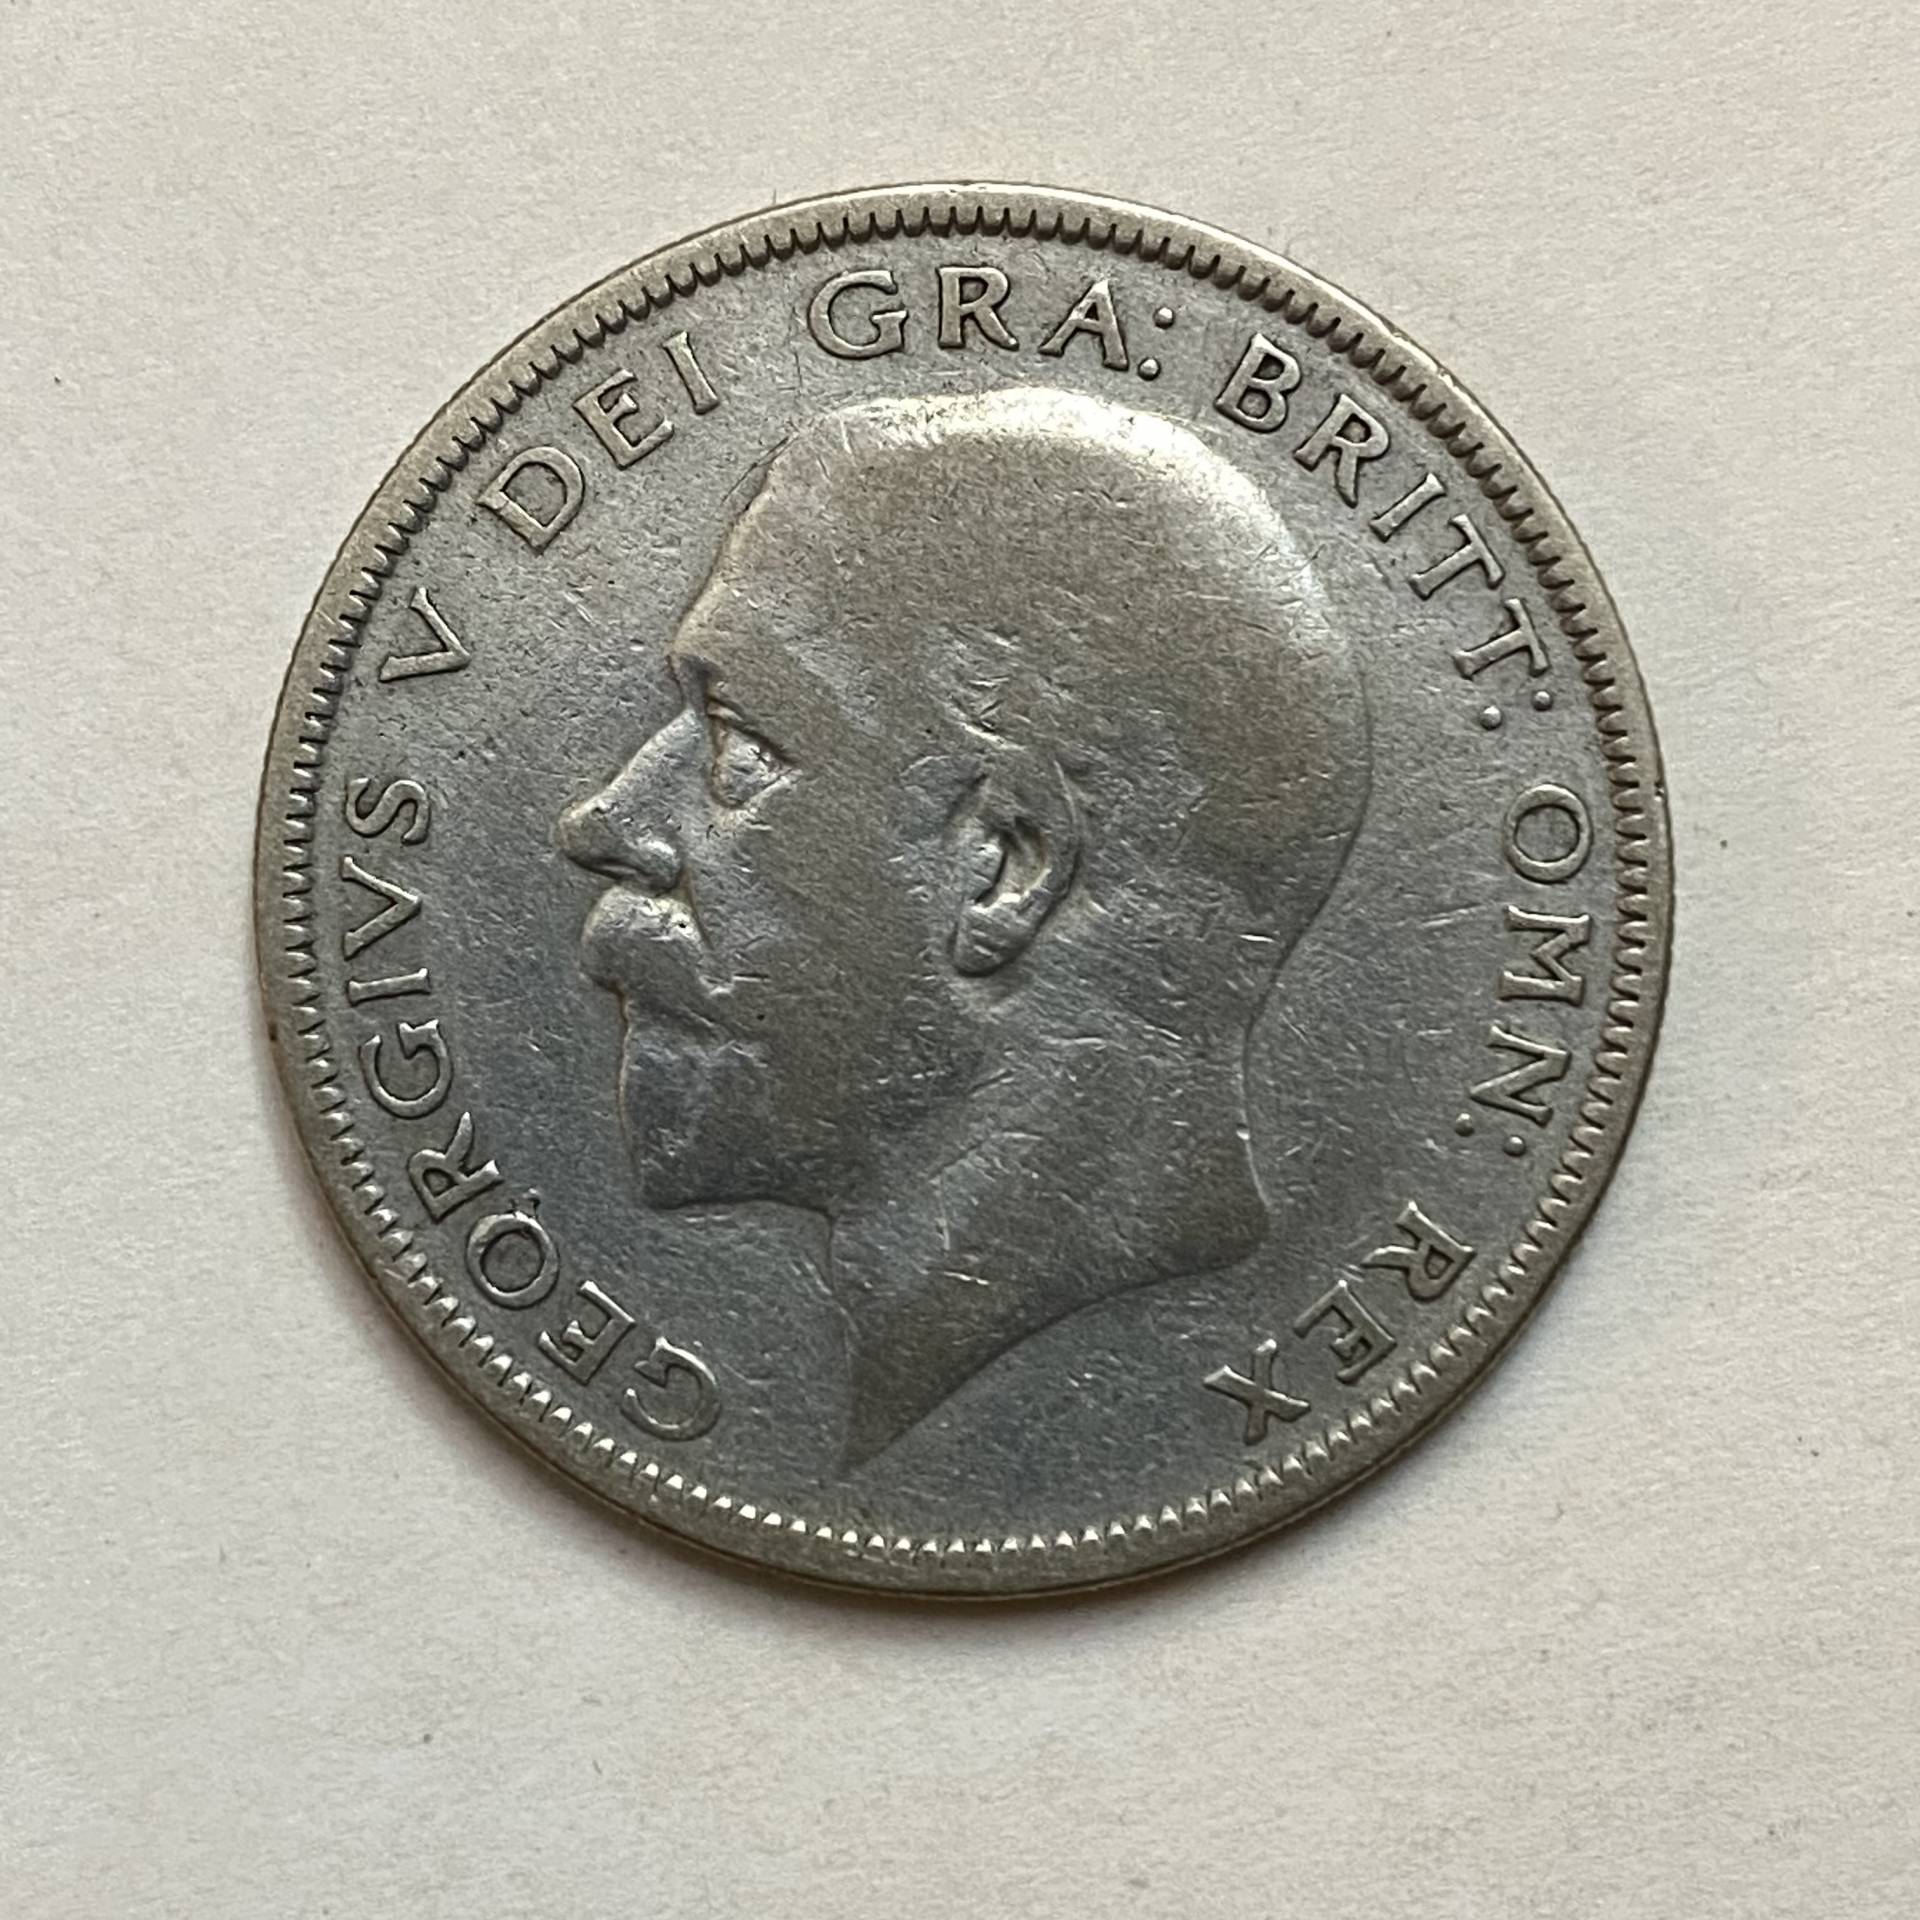 GEORGIVS V DEI GRA: BRITT: OMN: REX